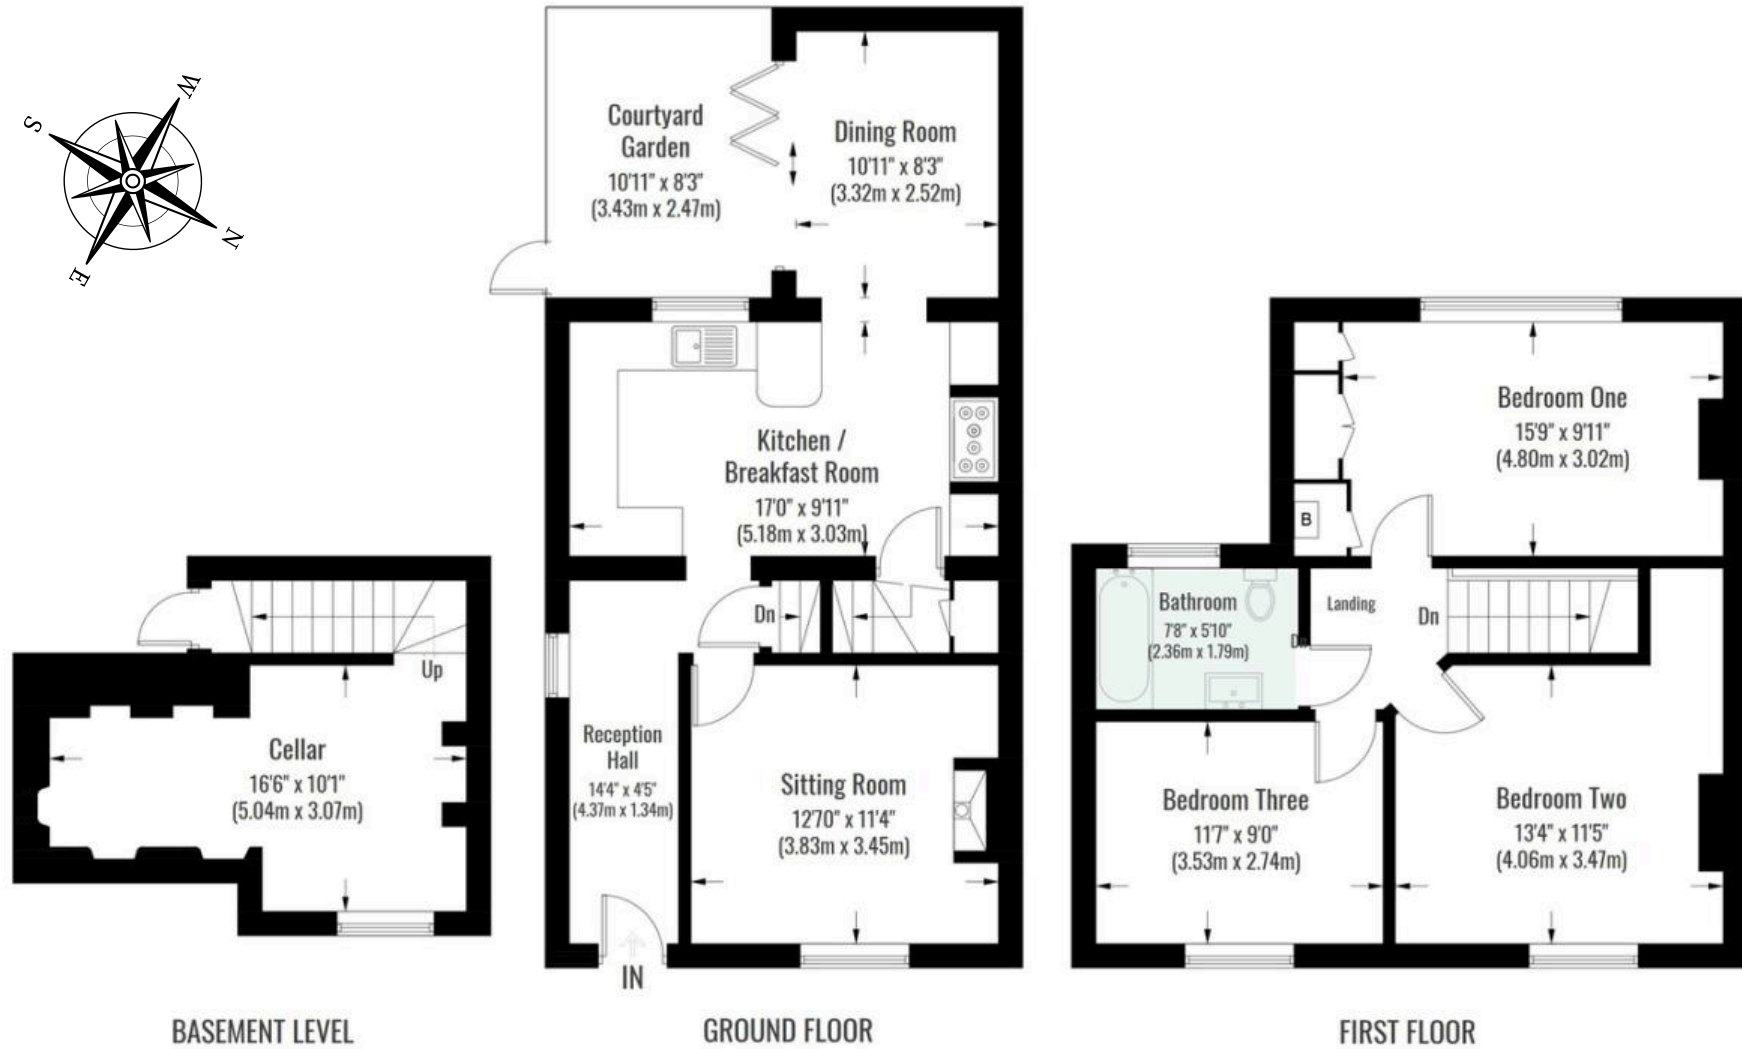 W
S
N
E
Courtyard
Garden
10'11" x 8'3"
(3.43m x 2.47m)
Dining Room
10'11" x 8'3"
(3.32m x 2.52m)
Kitchen /
Breakfast Room
17'0" x 9'11"
(5.18m x 3.03m)
Dn
Reception
Hall
14'4" x 4'5"
(4.37m x 1.34m)
Sitting Room
12'70" x 11'4"
(3.83m x 3.45m)
IN
Up
Cellar
16'6" x 10'1"
(5.04m x 3.07m)
Bedroom One
15'9" x 9'11"
(4.80m x 3.02m)
B
Bathroom
7'8" x 5'10"
(2.36m x 1.79m)
Landing
Dn
Bedroom Three
11'7" x 9'0"
(3.53m x 2.74m)
Bedroom Two
13'4" x 11'5"
(4.06m x 3.47m)
BASEMENT LEVEL
GROUND FLOOR
FIRST FLOOR